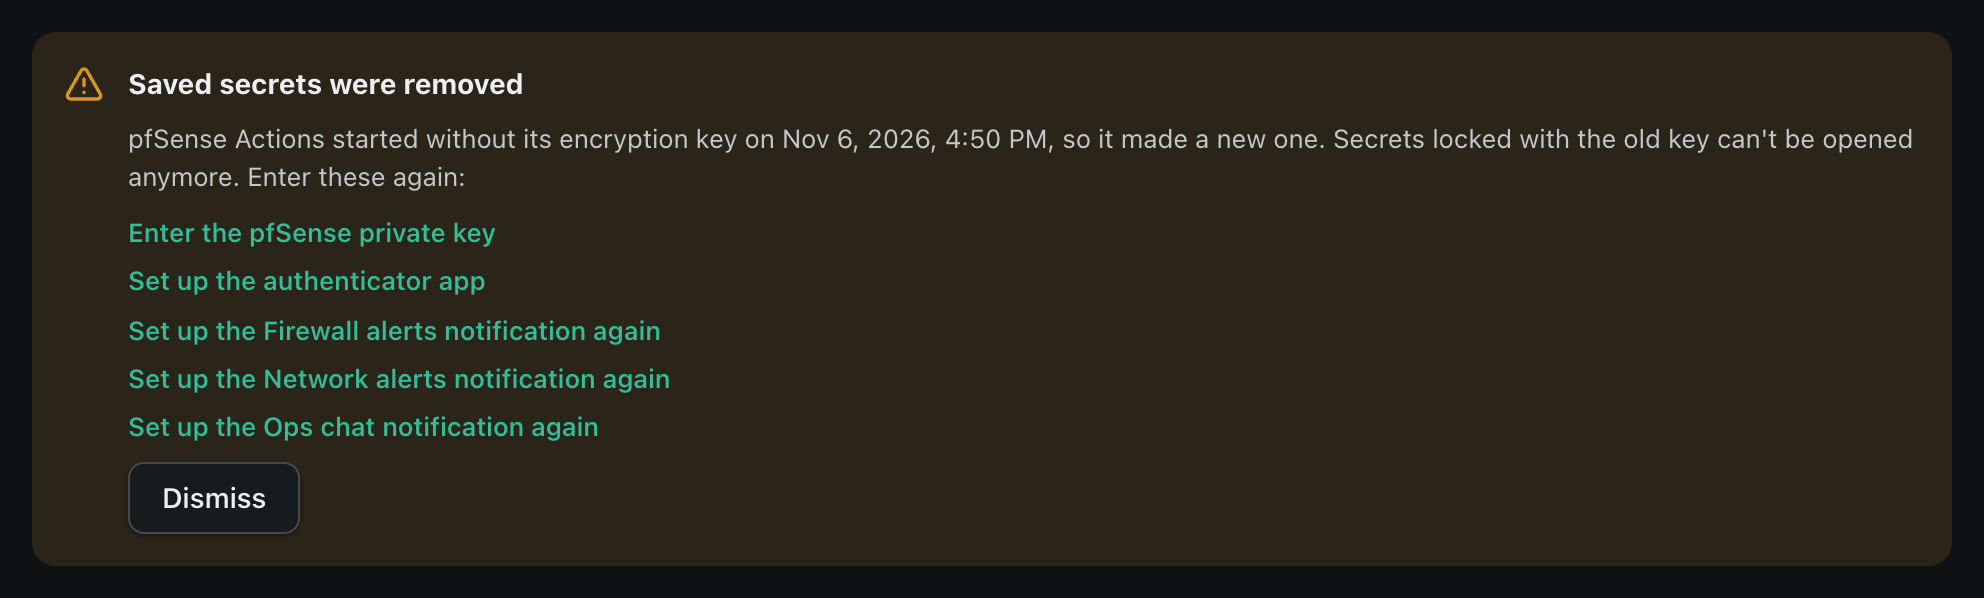 Saved secrets were removed
pfSense Actions started without its encryption key on Nov 6, 2026, 4:50 PM, so it made a new one. Secrets locked with the old key can't be opened
anymore. Enter these again:
Enter the pfSense private key
Set up the authenticator app
Set up the Firewall alerts notification again
Set up the Network alerts notification again
Set up the Ops chat notification again
Dismiss